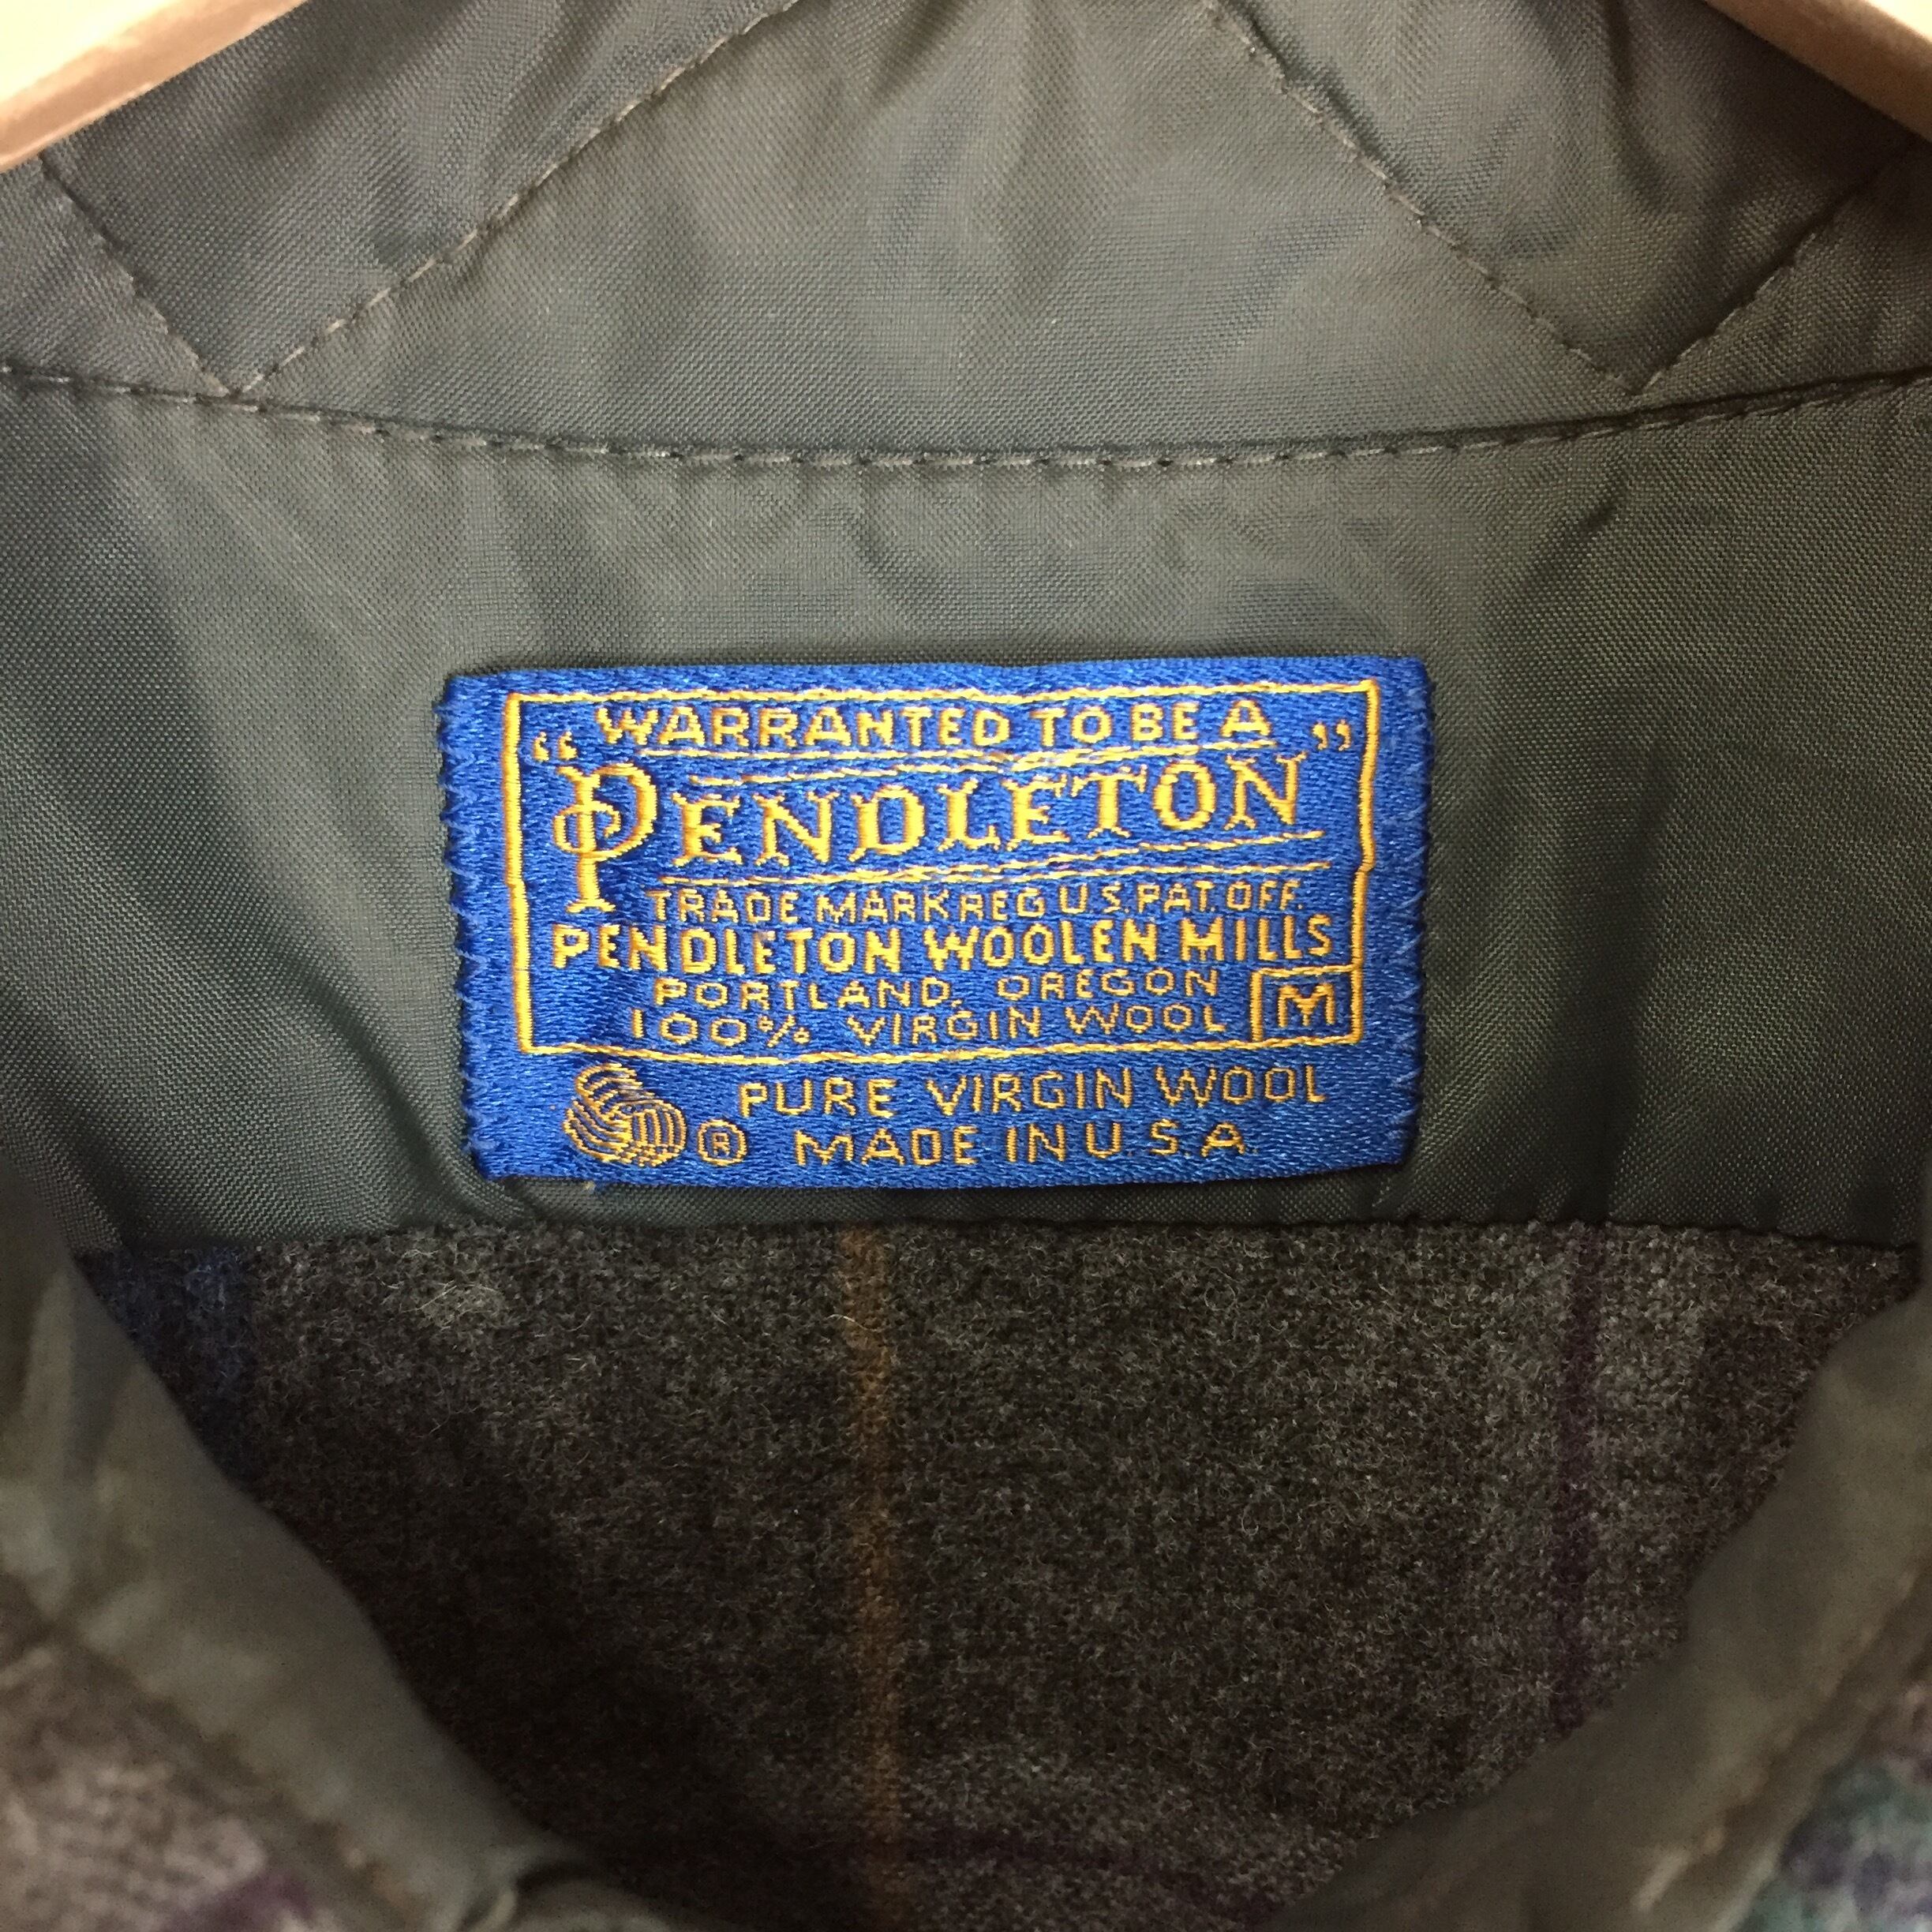 WARRANTED TO BE A
“PENDLETON”
TRADE MARK REG U.S. PAT. OFF.
PENDLETON WOOLEN MILLS
PORTLAND, OREGON
100% VIRGIN WOOL M
PURE VIRGIN WOOL
® MADE IN U.S.A.